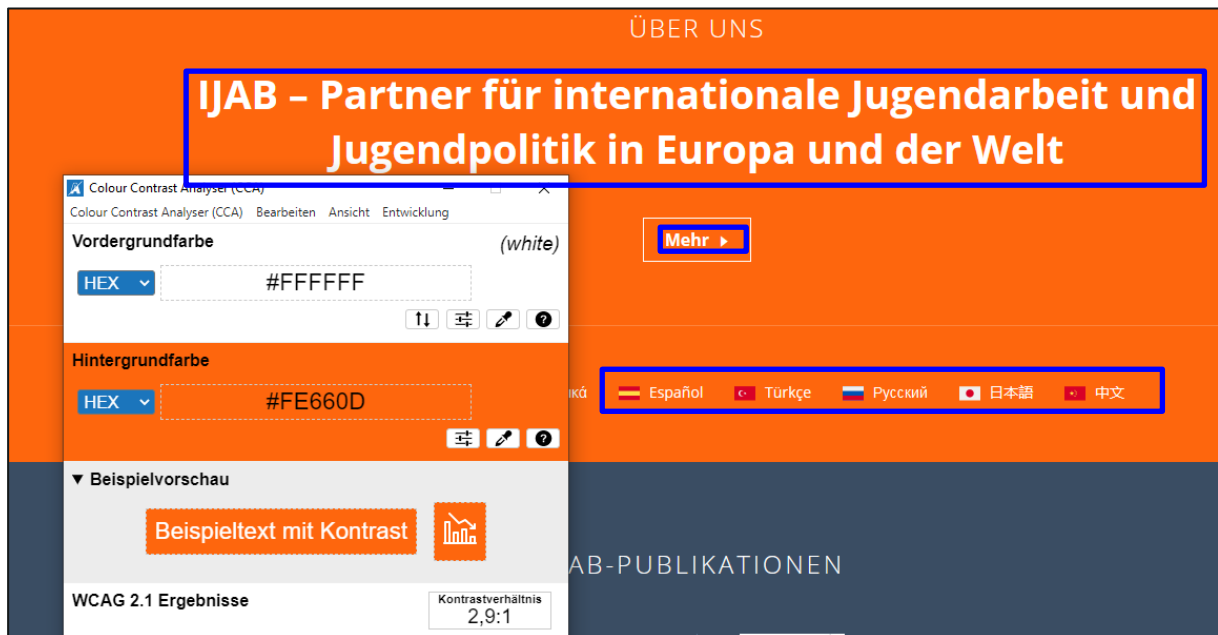 ÜBER UNS
IJAB – Partner für internationale Jugendarbeit und
Jugendpolitik in Europa und der Welt
Mehr
Colour Contrast Analyser (CCA)
Colour Contrast Analyser (CCA) Bearbeiten Ansicht Entwicklung
Vordergrundfarbe (white)
HEX #FFFFFF
Hintergrundfarbe
HEX #FE660D
ικά Español Türkçe Русский 日本語 中文
Beispielvorschau
Beispieltext mit Kontrast
AB-PUBLIKATIONEN
WCAG 2.1 Ergebnisse
Kontrastverhältnis
2,9:1